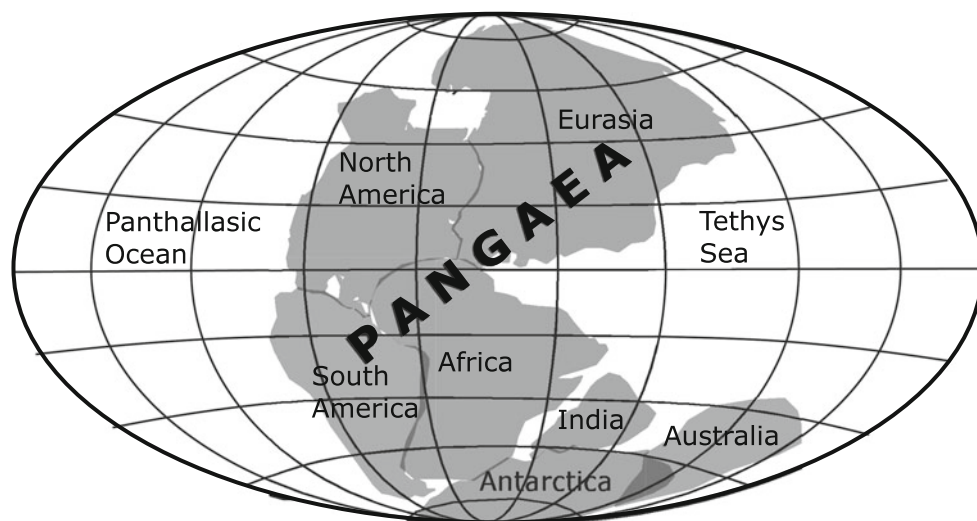 Eurasia
North
America
PANGAEA
Panthallasic
Ocean
Tethys
Sea
Africa
South
America
India
Australia
Antarctica